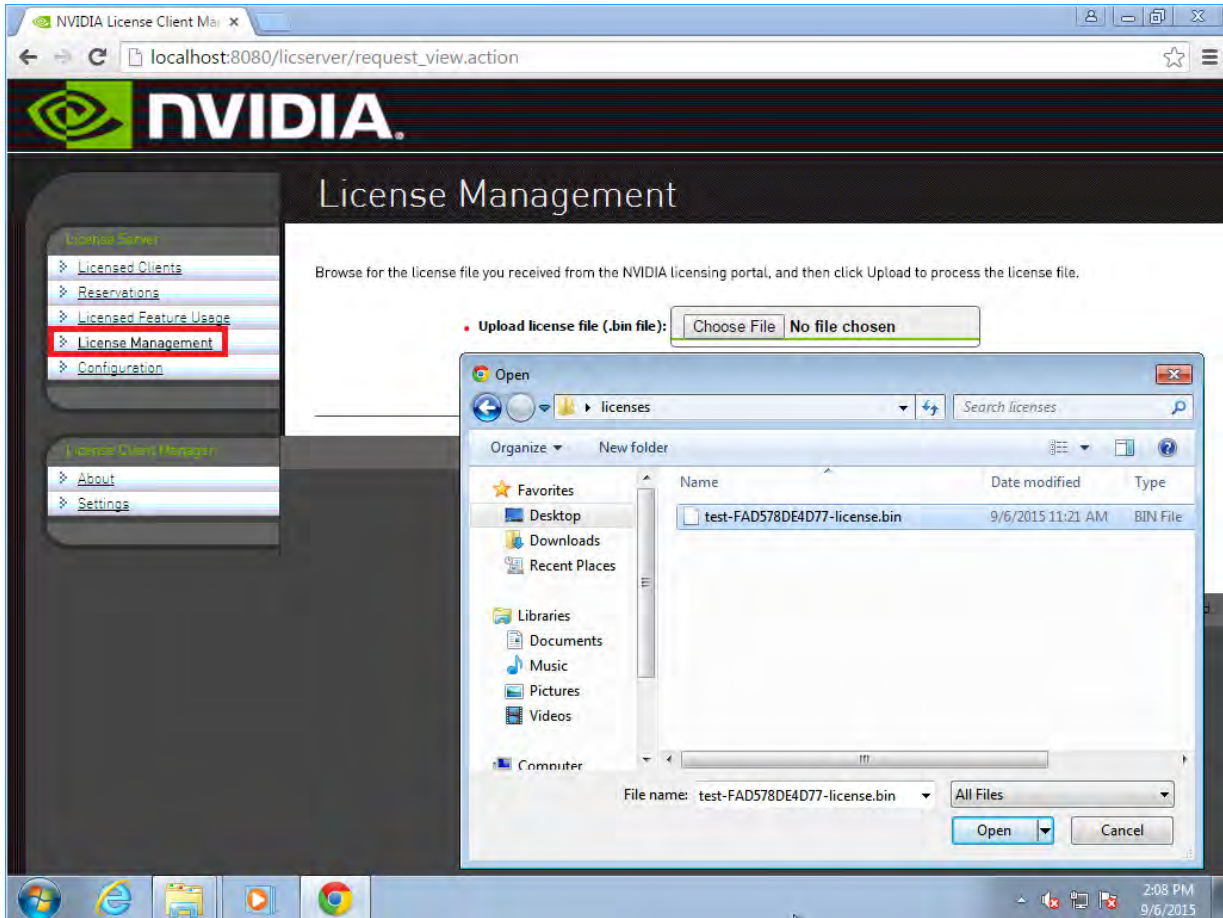 NVIDIA License Client Ma
localhost:8080/licserver/request_view.action
NVIDIA.
License Management
License Server
Licensed Clients
Reservations
Licensed Feature Usage
License Management
Configuration
License Client Manager
About
Settings
Browse for the license file you received from the NVIDIA licensing portal, and then click Upload to process the license file.
• Upload license file (.bin file): Choose File No file chosen
Open
licenses
Search licenses
Organize New folder
Name Date modified Type
test-FAD578DE4D77-license.bin 9/6/2015 11:21 AM BIN File
Favorites
Desktop
Downloads
Recent Places
Libraries
Documents
Music
Pictures
Videos
Computer
File name: test-FAD578DE4D77-license.bin All Files
Open Cancel
2:08 PM
9/6/2015